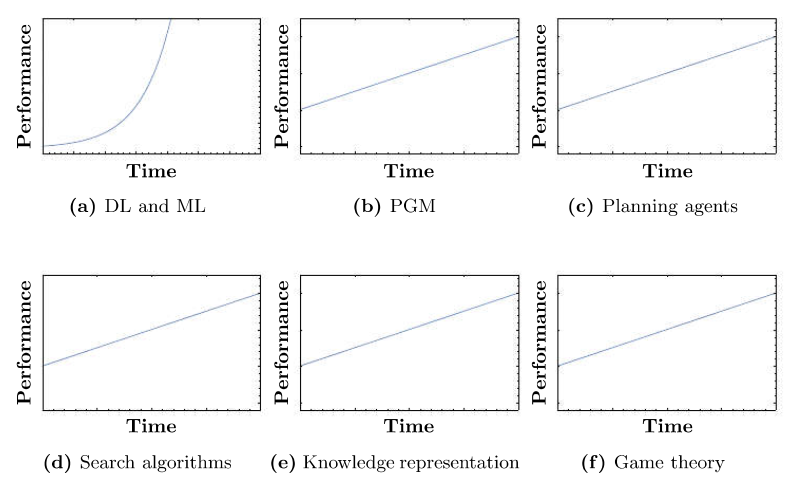 Performance
Time
(a) DL and ML
Performance
Time
(b) PGM
Performance
Time
(c) Planning agents
Performance
Time
(d) Search algorithms
Performance
Time
(e) Knowledge representation
Performance
Time
(f) Game theory